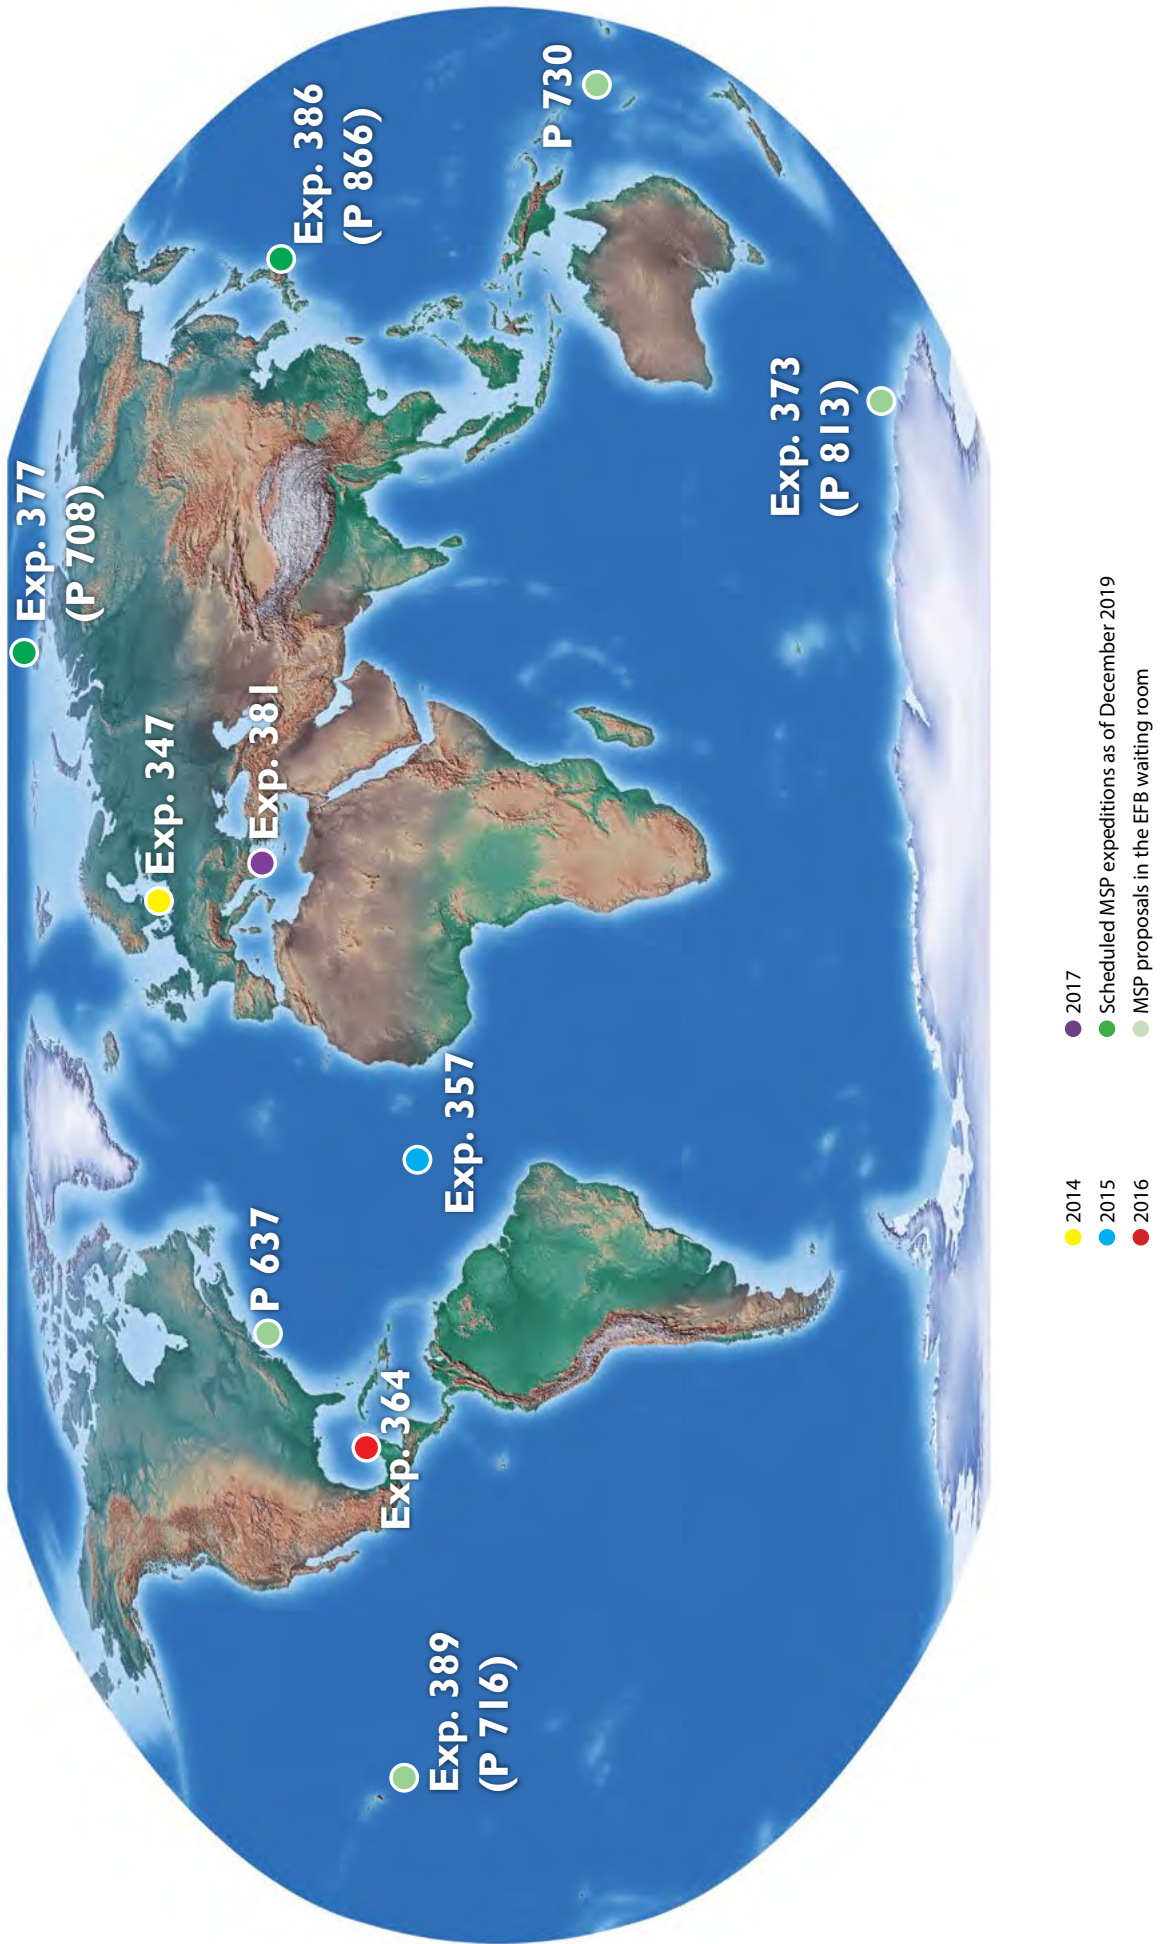 Exp. 377
(P 708)
Exp. 347
Exp. 381
Exp. 386
(P 866)
P 730
P 637
Exp. 364
Exp. 357
Exp. 389
(P 716)
Exp. 373
(P 813)
2014
2015
2016
2017
Scheduled MSP expeditions as of December 2019
MSP proposals in the EFB waiting room